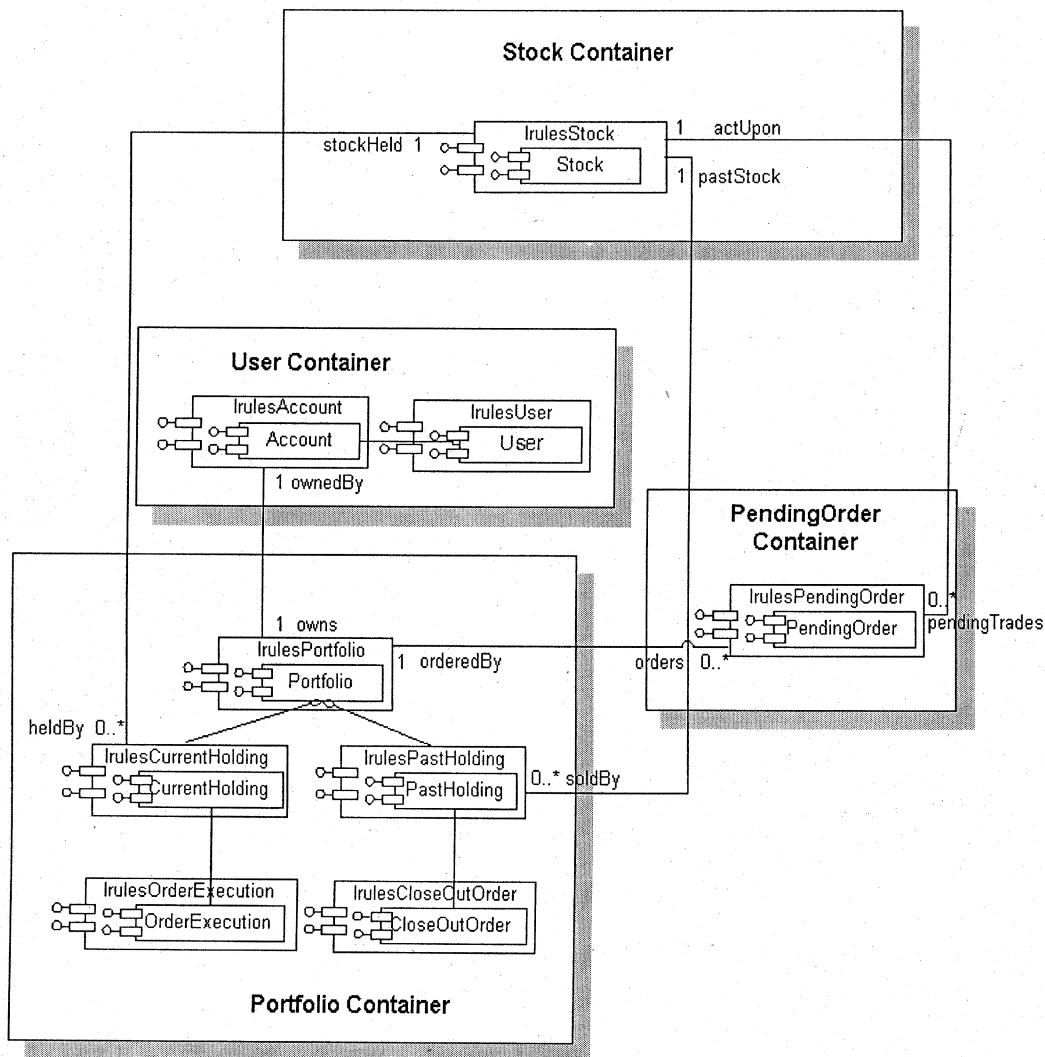 Stock Container
IrulesStock
Stock
stockHeld 1
1 actUpon
1 pastStock
User Container
IrulesAccount
Account
IrulesUser
User
1 ownedBy
PendingOrder
Container
IrulesPendingOrder
PendingOrder
0..*
pendingTrades
1 owns
IrulesPortfolio
Portfolio
1 orderedBy
orders 0..*
heldBy 0..*
IrulesCurrentHolding
CurrentHolding
IrulesPastHolding
PastHolding
0..* soldBy
IrulesOrderExecution
OrderExecution
IrulesCloseOutOrder
CloseOutOrder
Portfolio Container